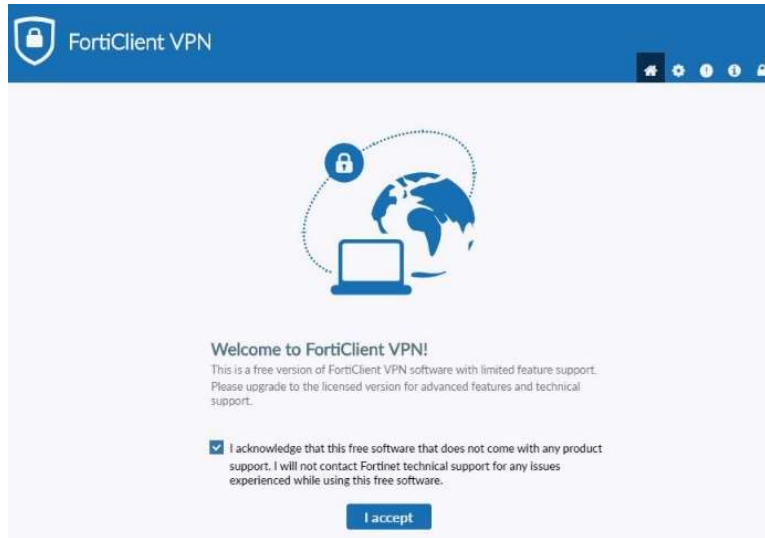 FortiClient VPN
Welcome to FortiClient VPN!
This is a free version of FortiClient VPN software with limited feature support.
Please upgrade to the licensed version for advanced features and technical
support.
I acknowledge that this free software that does not come with any product
support. I will not contact Fortinet technical support for any issues
experienced while using this free software.
I accept